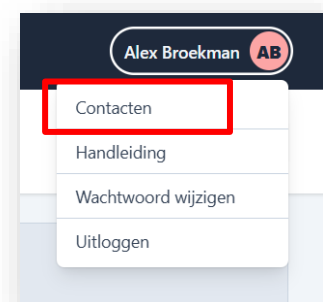 Alex Broekman AB
Contacten
Handleiding
Wachtwoord wijzigen
Uitloggen